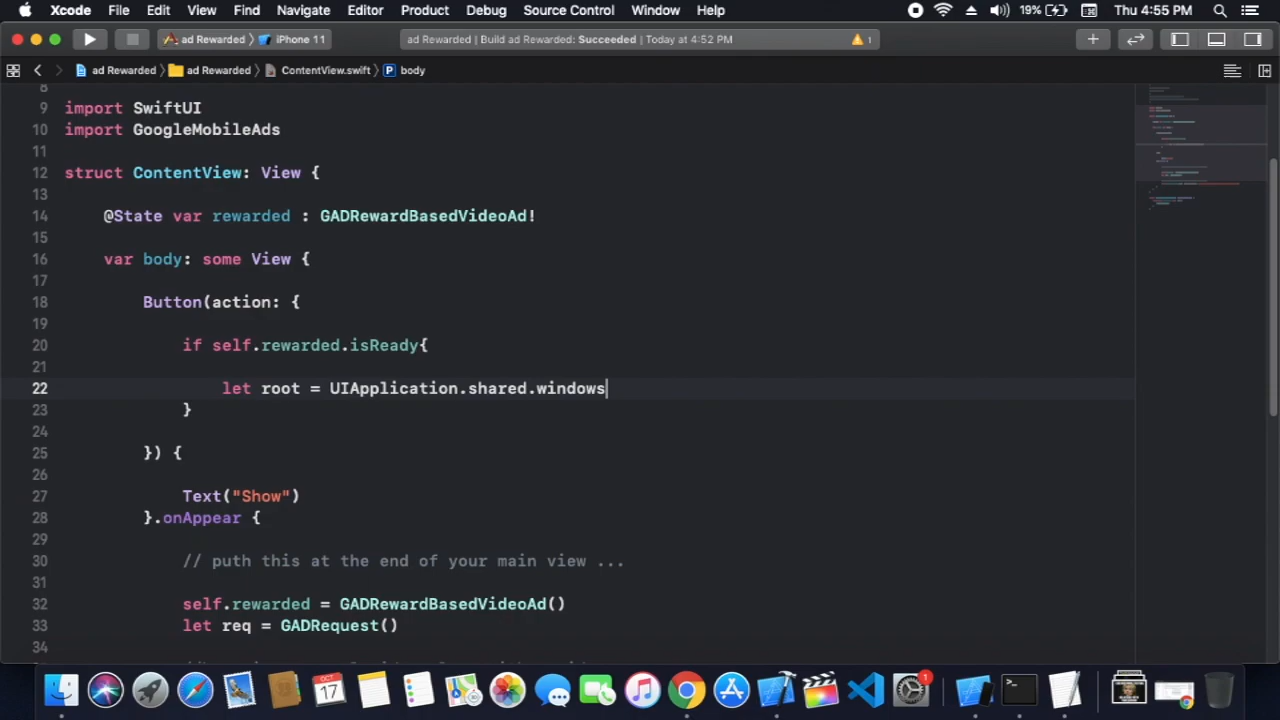 Xcode File Edit View Find Navigate Editor Product Debug Source Control Window Help 19% Thu 4:55 PM
ad Rewarded iPhone 11 ad Rewarded | Build ad Rewarded: Succeeded | Today at 4:52 PM 1
ad Rewarded ad Rewarded ContentView.swift P body
8
9 import SwiftUI
10 import GoogleMobileAds
11
12 struct ContentView: View {
13
14 @State var rewarded : GADRewardBasedVideoAd!
15
16 var body: some View {
17
18 Button(action: {
19
20 if self.rewarded.isReady{
21
22 let root = UIApplication.shared.windows
23 }
24
25 }) {
26
27 Text("Show")
28 }.onAppear {
29
30 // puth this at the end of your main view ...
31
32 self.rewarded = GADRewardBasedVideoAd()
33 let req = GADRequest()
34
OCT
17
1